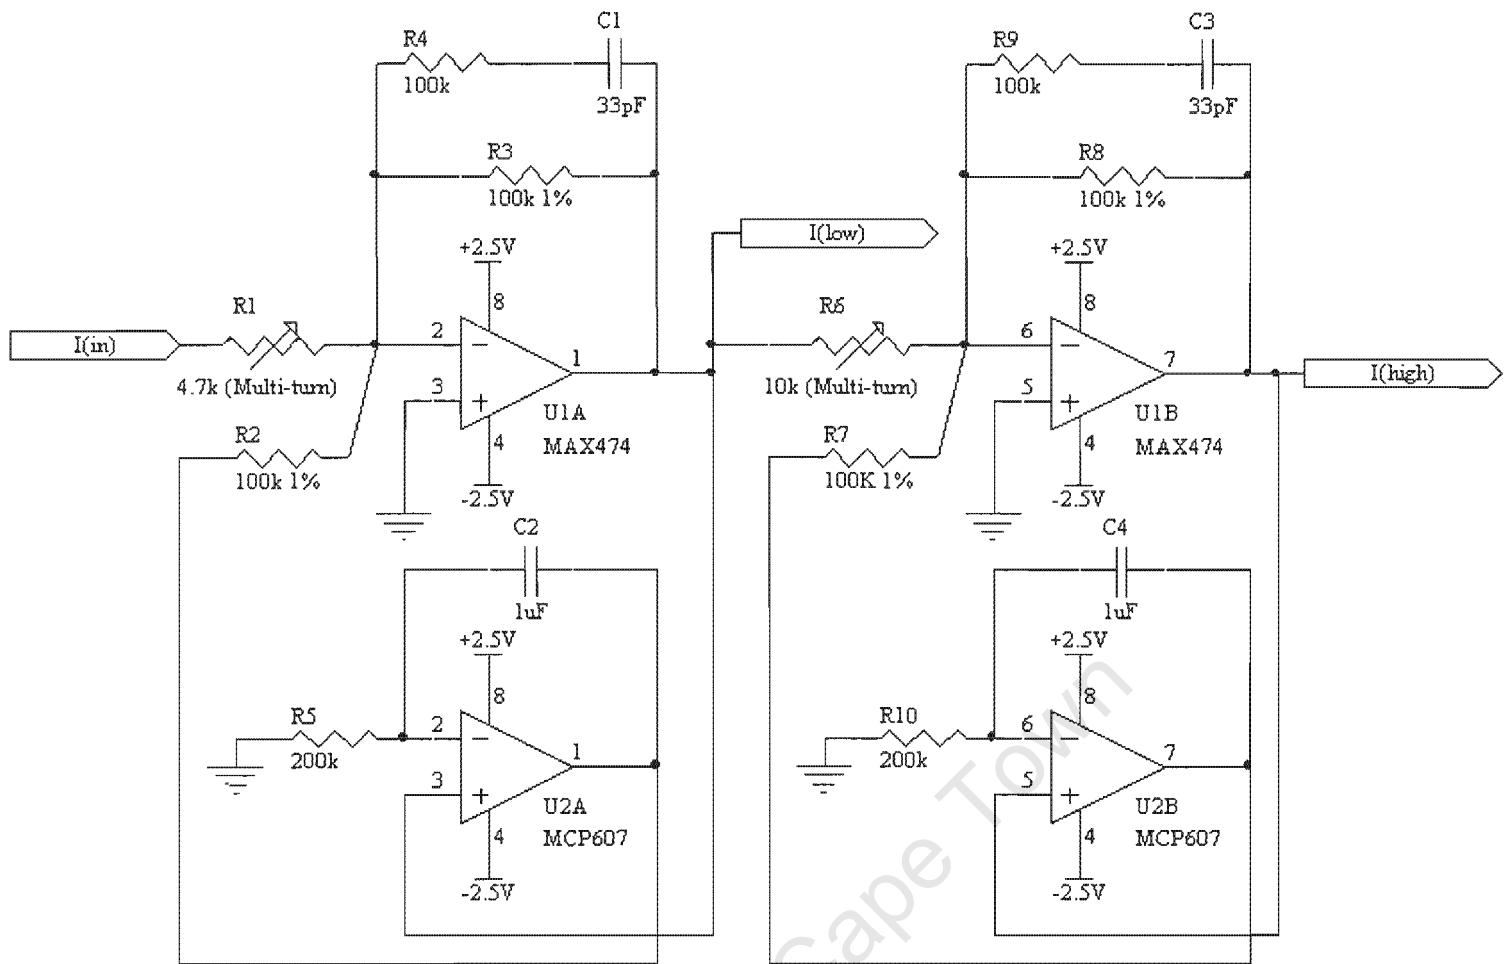 C1
R4
100k
33pF
R3
100k 1%
C3
R9
100k
33pF
R8
100k 1%
I(low)
+2.5V
8
R1
I(in)
4.7k (Multi-turn)
2
3
1
U1A
MAX474
4
-2.5V
R2
100k 1%
+2.5V
8
R6
10k (Multi-turn)
6
5
7
I(high)
U1B
MAX474
4
-2.5V
R7
100K 1%
C2
1uF
+2.5V
8
R5
200k
2
3
1
U2A
MCP607
4
-2.5V
C4
1uF
+2.5V
8
R10
200k
6
5
7
U2B
MCP607
4
-2.5V
Cape Town